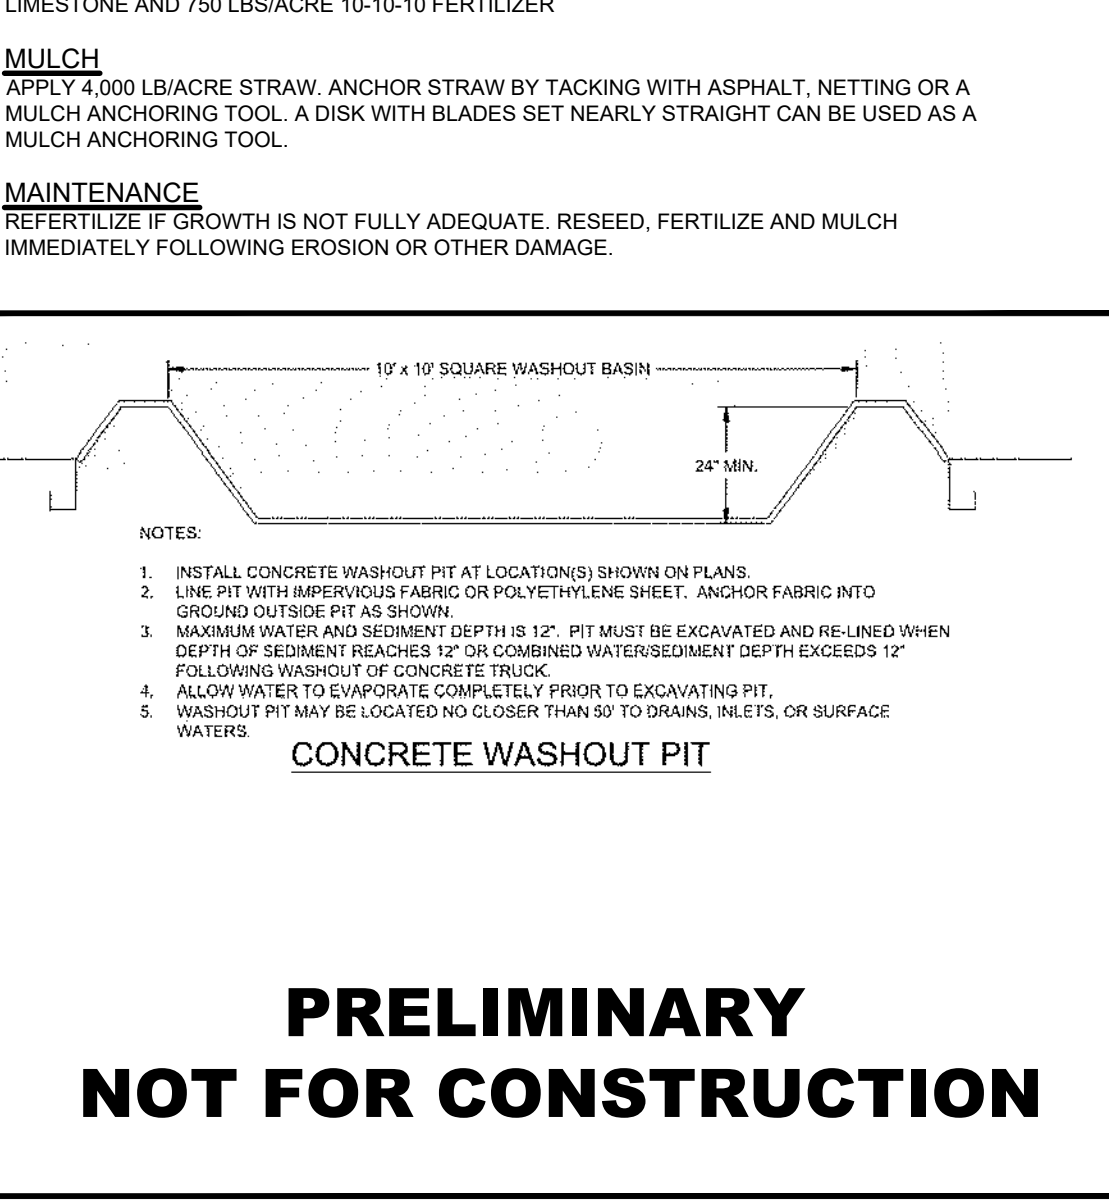 LIMESTONE AND 750 LBS/ACRE 10-10-10 FERTILIZER
MULCH
APPLY 4,000 LB/ACRE STRAW. ANCHOR STRAW BY TACKING WITH ASPHALT, NETTING OR A
MULCH ANCHORING TOOL. A DISK WITH BLADES SET NEARLY STRAIGHT CAN BE USED AS A
MULCH ANCHORING TOOL.
MAINTENANCE
REFERTILIZE IF GROWTH IS NOT FULLY ADEQUATE. RESEED, FERTILIZE AND MULCH
IMMEDIATELY FOLLOWING EROSION OR OTHER DAMAGE.
10' x 10' SQUARE WASHOUT BASIN
24" MIN.
NOTES:
1. INSTALL CONCRETE WASHOUT PIT AT LOCATION(S) SHOWN ON PLANS.
2. LINE PIT WITH IMPERVIOUS FABRIC OR POLYETHYLENE SHEET. ANCHOR FABRIC INTO
GROUND OUTSIDE PIT AS SHOWN.
3. MAXIMUM WATER AND SEDIMENT DEPTH IS 12". PIT MUST BE EXCAVATED AND RE-LINED WHEN
DEPTH OF SEDIMENT REACHES 12" OR COMBINED WATER/SEDIMENT DEPTH EXCEEDS 12"
FOLLOWING WASHOUT OF CONCRETE TRUCK.
4. ALLOW WATER TO EVAPORATE COMPLETELY PRIOR TO EXCAVATING PIT.
5. WASHOUT PIT MAY BE LOCATED NO CLOSER THAN 50' TO DRAINS, INLETS, OR SURFACE
WATERS.
CONCRETE WASHOUT PIT
PRELIMINARY
NOT FOR CONSTRUCTION